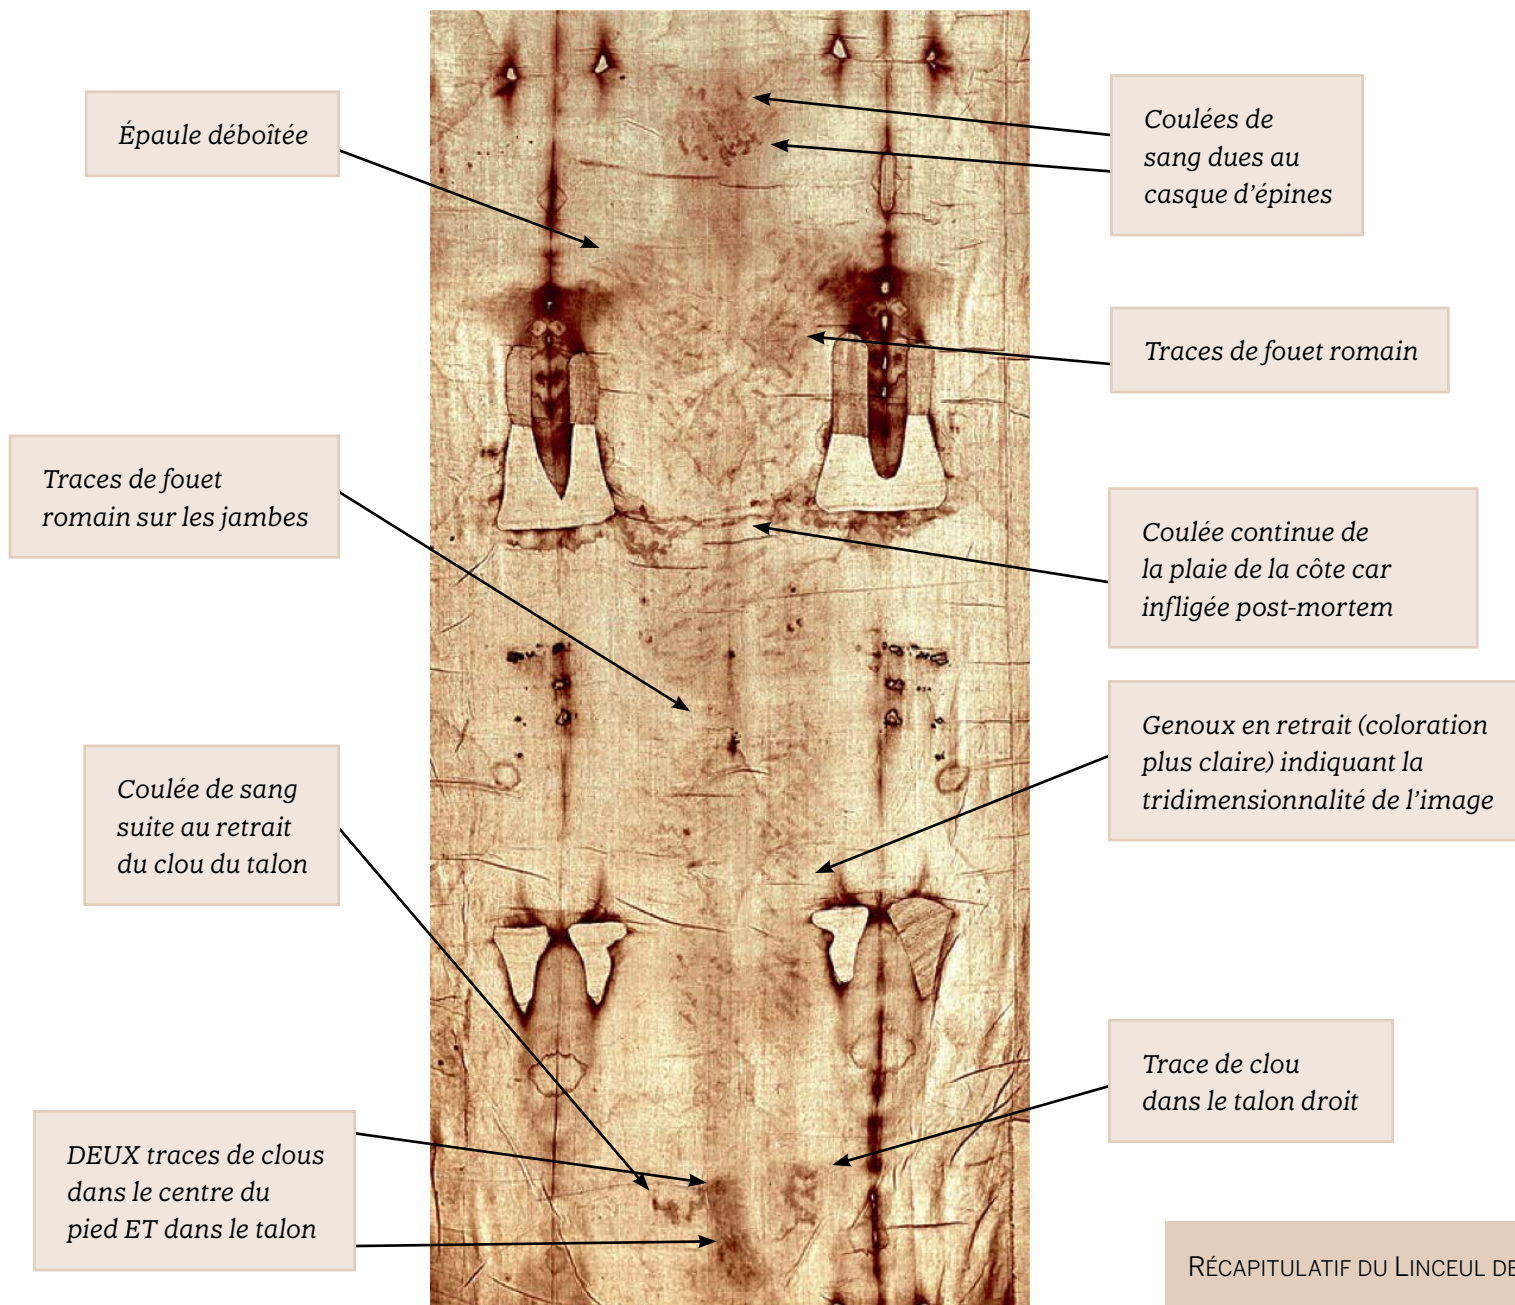 Épaule déboîtée
Coulées de
sang dues au
casque d'épines
Traces de fouet romain
Traces de fouet
romain sur les jambes
Coulée continue de
la plaie de la côte car
infligée post-mortem
Genoux en retrait (coloration
plus claire) indiquant la
tridimensionnalité de l'image
Coulée de sang
suite au retrait
du clou du talon
Trace de clou
dans le talon droit
DEUX traces de clous
dans le centre du
pied ET dans le talon
RÉCAPITULATIF DU LINCEUL DE